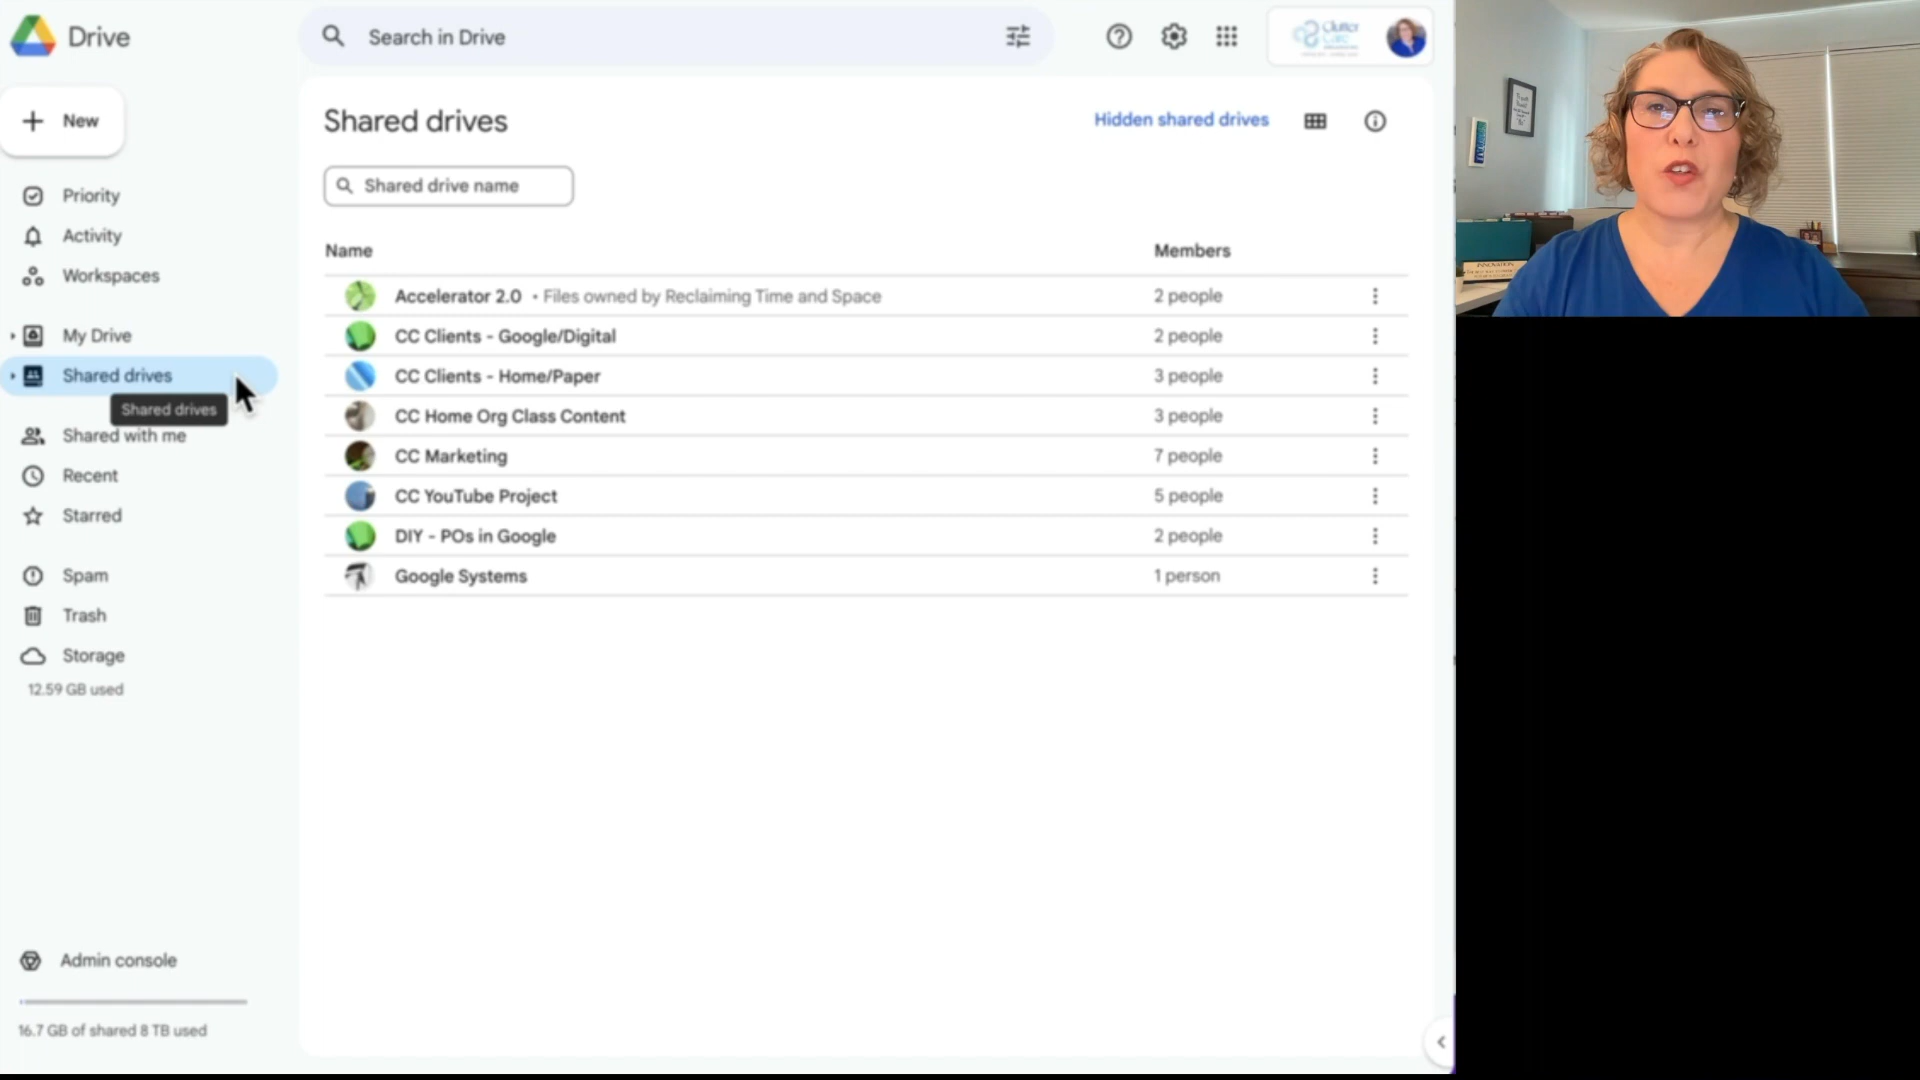 Drive
Search in Drive
Clutter
New
Shared drives
Hidden shared drives
Shared drive name
Priority
Activity
Workspaces
My Drive
Shared drives
Shared drives
Shared with me
Recent
Starred
Spam
Trash
Storage
12.59 GB used
Admin console
16.7 GB of shared 8 TB used
Name Members
Accelerator 2.0 • Files owned by Reclaiming Time and Space 2 people
CC Clients - Google/Digital 2 people
CC Clients - Home/Paper 3 people
CC Home Org Class Content 3 people
CC Marketing 7 people
CC YouTube Project 5 people
DIY - POs in Google 2 people
Google Systems 1 person
INNOVATION